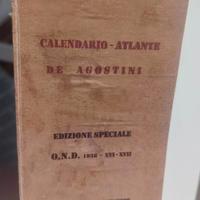 CALENDARIO-ATLANTE
DE AGOSTINI
EDIZIONE SPECIALE
O.N.D. 1938 - XVI-XVII